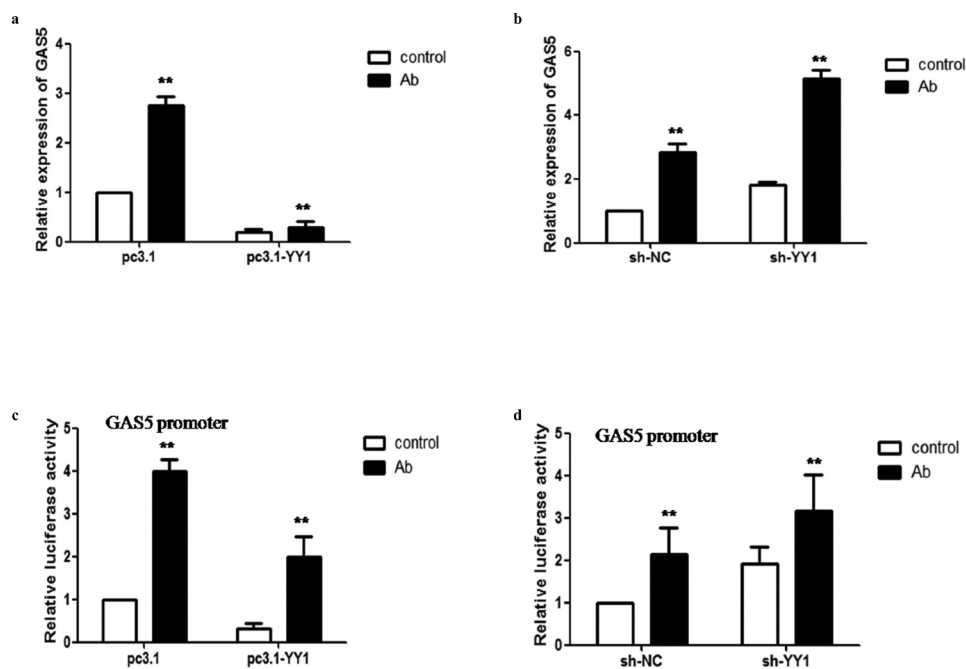 a
Relative expression of GAS5
4
3
2
1
0
**
**
pc3.1
pc3.1-YY1
control
Ab
b
Relative expression of GAS5
6
4
2
0
**
**
sh-NC
sh-YY1
control
Ab
c
GAS5 promoter
Relative luciferase activity
5
4
3
2
1
0
**
**
pc3.1
pc3.1-YY1
control
Ab
d
GAS5 promoter
Relative luciferase activity
5
4
3
2
1
0
**
**
sh-NC
sh-YY1
control
Ab